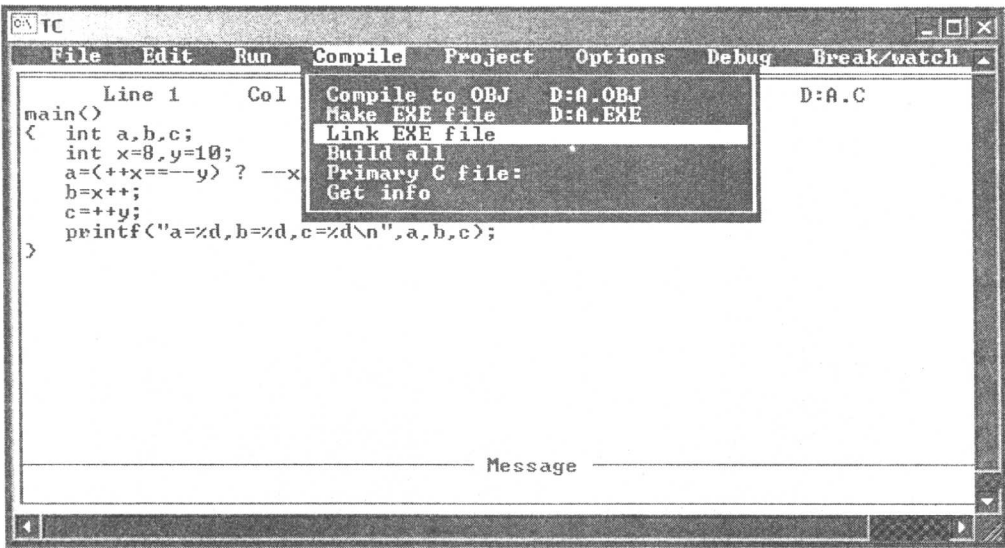 C:\ TC
File Edit Run Compile Project Options Debug Break/watch
Line 1 Col D:A.C
Compile to OBJ D:A.OBJ
Make EXE file D:A.EXE
Link EXE file
Build all
Primary C file:
Get info
main()
{ int a,b,c;
int x=8,y=10;
a=(++x==--y) ? --x
b=x++;
c=++y;
printf("a=%d,b=%d,c=%d\n",a,b,c);
}
Message